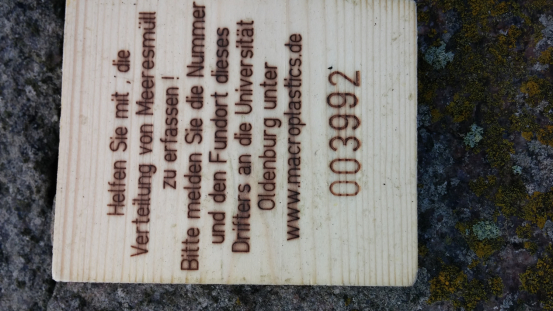 Helfen Sie mit, die
Verteilung von Meeresmüll
zu erfassen!
Bitte melden Sie die Nummer
und den Fundort dieses
Drifters an die Universität
Oldenburg unter
www.macroplastics.de
003992